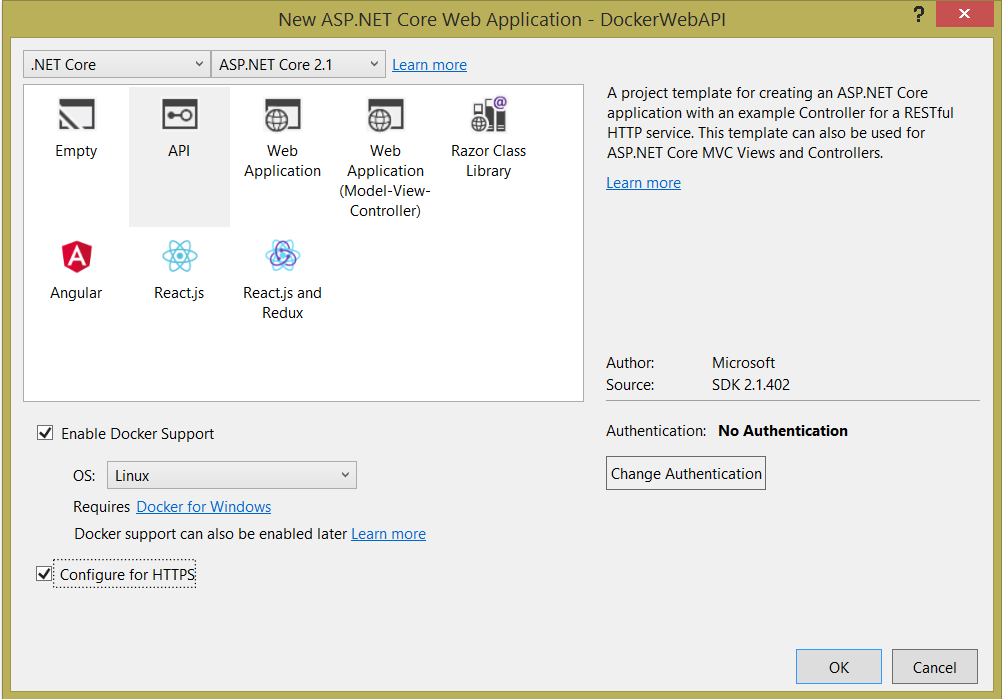 New ASP.NET Core Web Application - DockerWebAPI
?
.NET Core
ASP.NET Core 2.1
Learn more
Empty
API
Web
Application
Web
Application
(Model-View-
Controller)
Razor Class
Library
Angular
React.js
React.js and
Redux
A project template for creating an ASP.NET Core
application with an example Controller for a RESTful
HTTP service. This template can also be used for
ASP.NET Core MVC Views and Controllers.
Learn more
Author: Microsoft
Source: SDK 2.1.402
Authentication: No Authentication
Change Authentication
Enable Docker Support
OS: Linux
Requires Docker for Windows
Docker support can also be enabled later Learn more
Configure for HTTPS
OK
Cancel